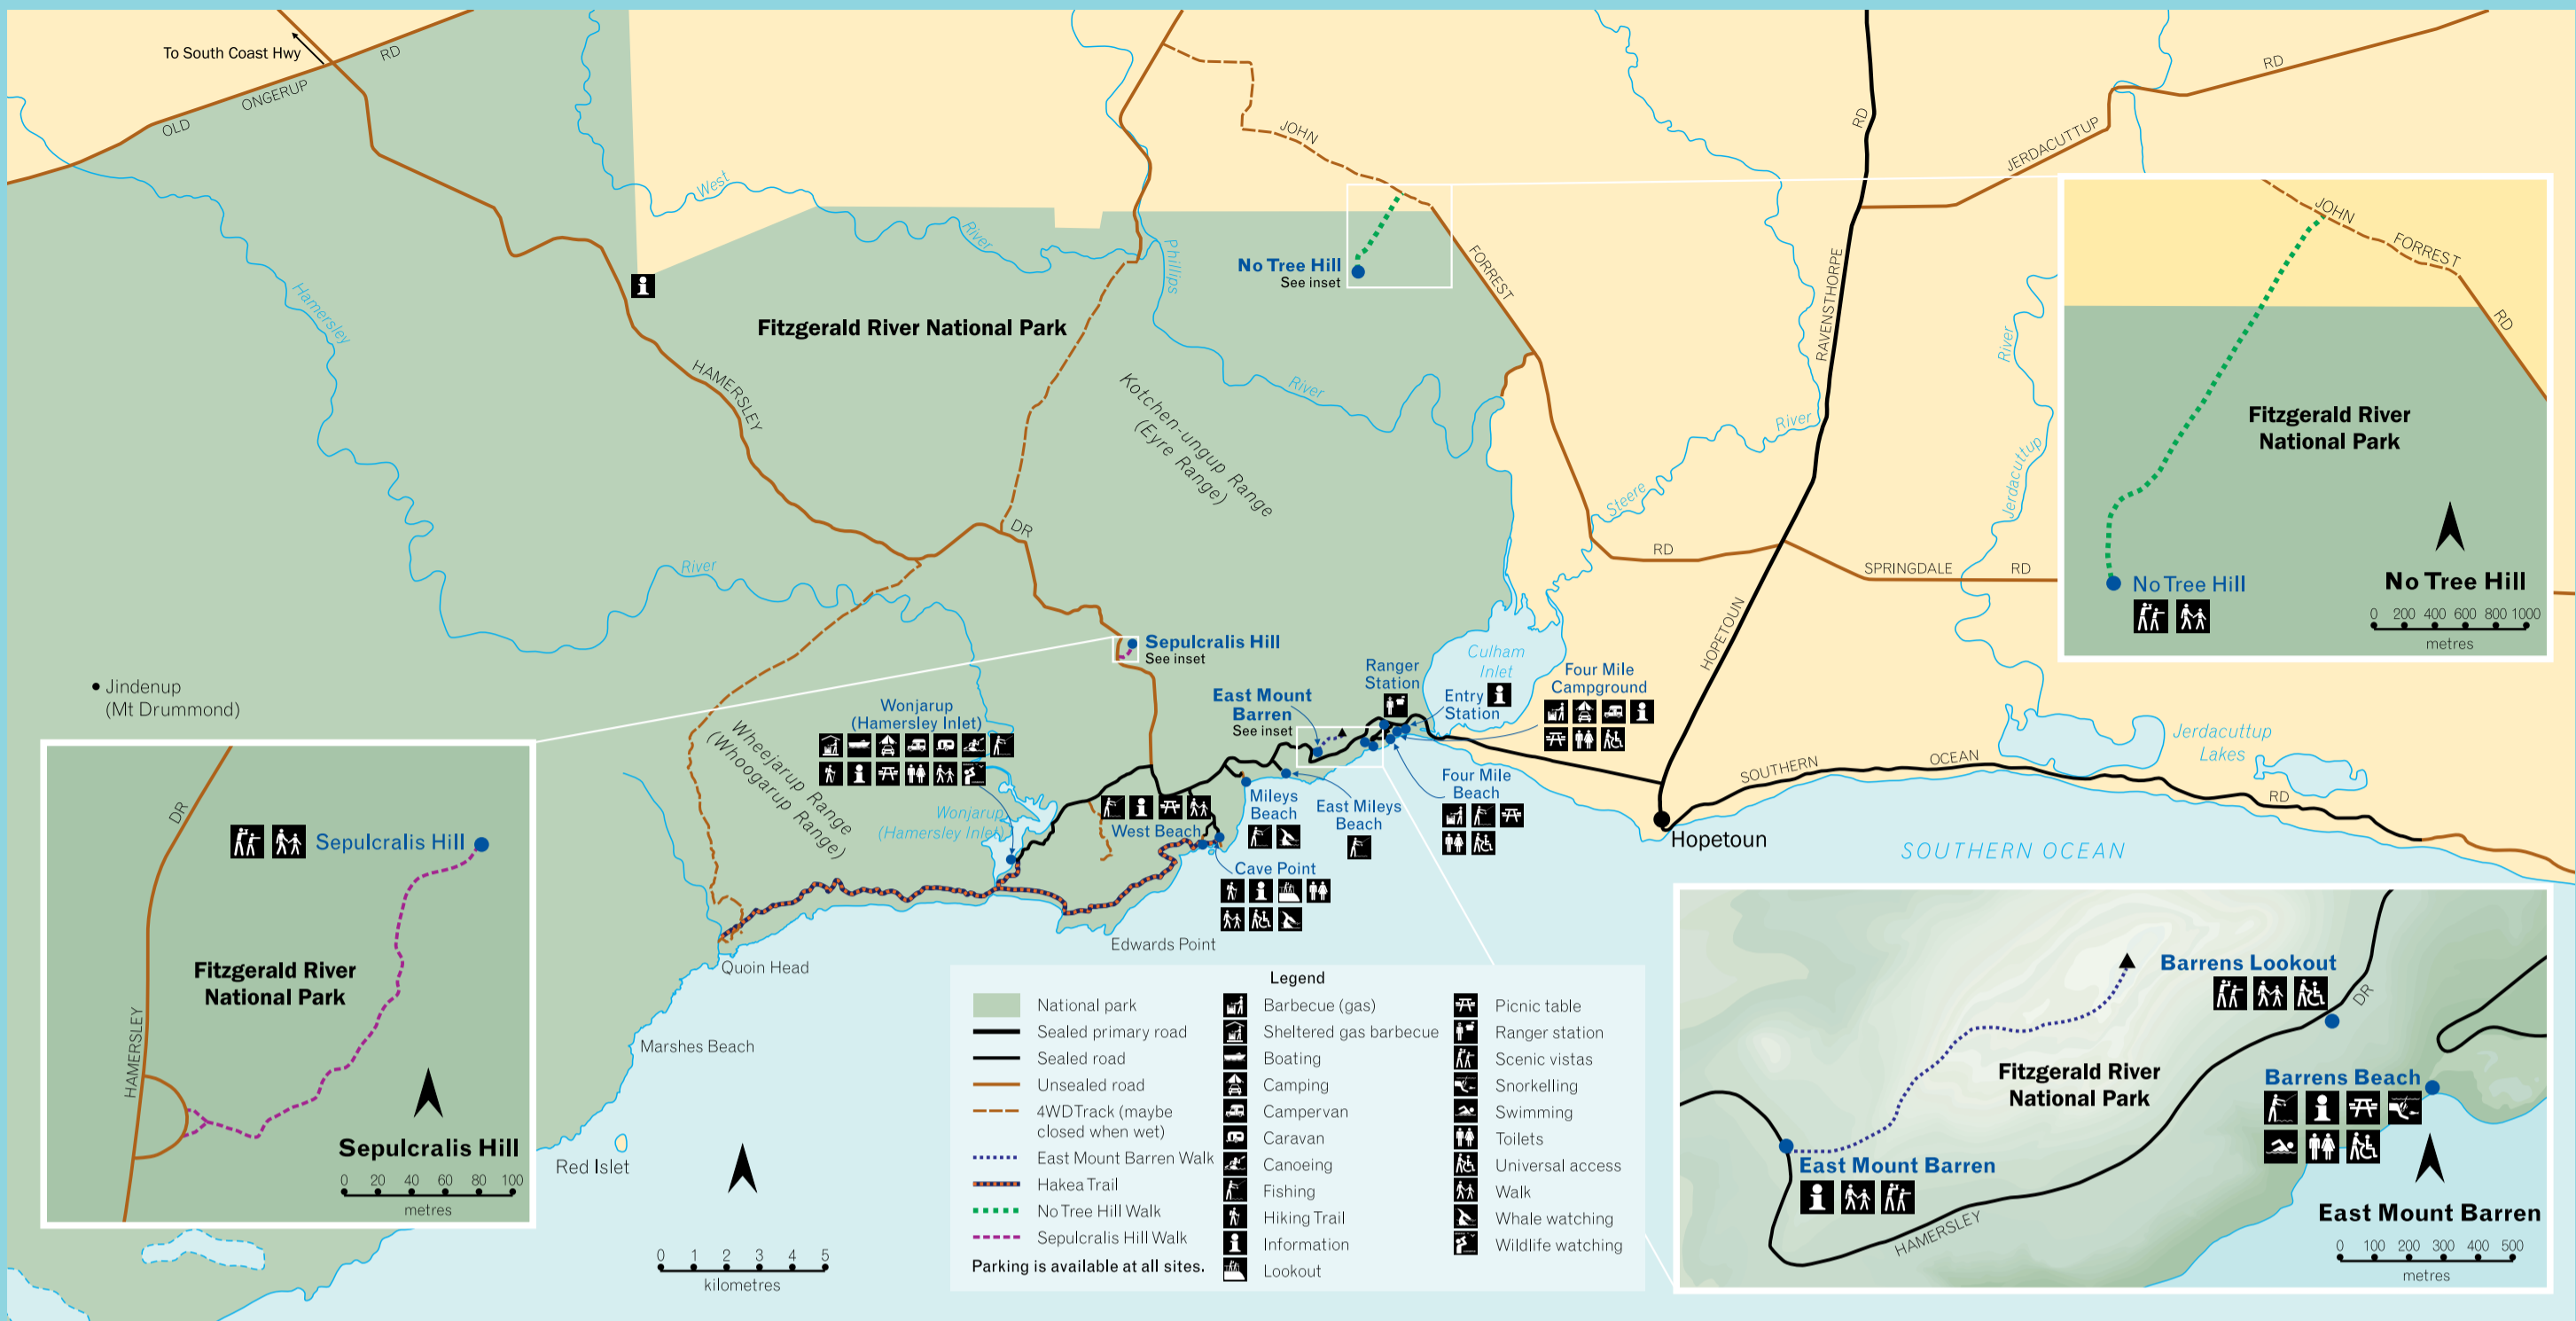 To South Coast Hwy
OLD
ONGERUP
RD
West
River
Hamersley
River
HAMERSLEY
DR
Fitzgerald River National Park
Kotchen-ungup Range
(Eyre Range)
Phillips
River
JOHN
FORREST
RD
No Tree Hill
See inset
RD
RAVENSTHORPE
HOPETOUN
JERDACUTTUP
RD
Steere
River
Jerdacuttup
River
SPRINGDALE
RD
Jindenup
(Mt Drummond)
Sepulcralis Hill
See inset
Wheejarup Range
(Whoogarup Range)
Wonjarup
(Hamersley Inlet)
Wonjarup
(Hamersley Inlet)
West Beach
Cave Point
Mileys
Beach
East Mileys
Beach
East Mount
Barren
See inset
Ranger
Station
Entry
Station
Culham
Inlet
Four Mile
Campground
Four Mile
Beach
Hopetoun
SOUTHERN
OCEAN
RD
Jerdacuttup
Lakes
SOUTHERN OCEAN
Edwards Point
Quoin Head
Marshes Beach
Red Islet
0 1 2 3 4 5
kilometres
DR
HAMERSLEY
Sepulcralis Hill
Fitzgerald River
National Park
Sepulcralis Hill
0 20 40 60 80 100
metres
JOHN
FORREST
RD
Fitzgerald River
National Park
No Tree Hill
No Tree Hill
0 200 400 600 800 1000
metres
Barrens Lookout
DR
Fitzgerald River
National Park
Barrens Beach
East Mount Barren
HAMERSLEY
East Mount Barren
0 100 200 300 400 500
metres
Legend
National park
Sealed primary road
Sealed road
Unsealed road
4WD Track (maybe
closed when wet)
East Mount Barren Walk
Hakea Trail
No Tree Hill Walk
Sepulcralis Hill Walk
Parking is available at all sites.
Barbecue (gas)
Sheltered gas barbecue
Boating
Camping
Campervan
Caravan
Canoeing
Fishing
Hiking Trail
Information
Lookout
Picnic table
Ranger station
Scenic vistas
Snorkelling
Swimming
Toilets
Universal access
Walk
Whale watching
Wildlife watching